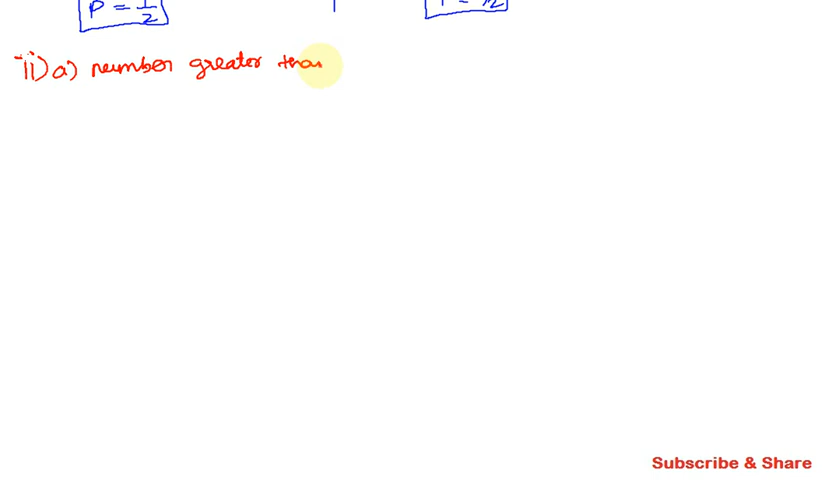 P = 1/2
ii) a) number greater than
Subscribe & Share